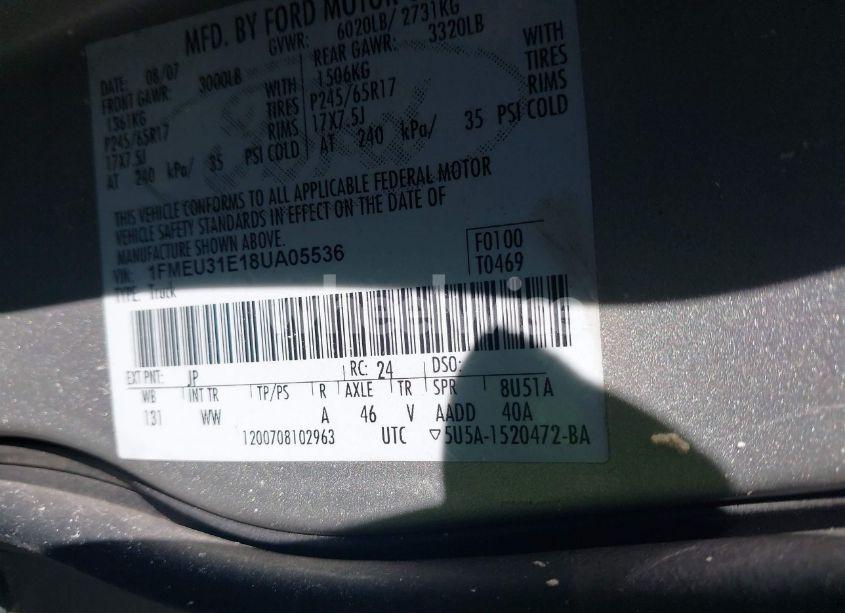 MFD. BY FORD MOTOR
GVWR: 6020LB/ 2731KG
DATE: 08/07
FRONT GAWR: 3000LB
1361KG WITH
P245/65R17 TIRES
17X7.5J RIMS
AT 240 kPa/ 35 PSI COLD
REAR GAWR: 3320LB
1506KG WITH
P245/65R17 TIRES
17X7.5J RIMS
AT 240 kPa/ 35 PSI COLD
THIS VEHICLE CONFORMS TO ALL APPLICABLE FEDERAL MOTOR
VEHICLE SAFETY STANDARDS IN EFFECT ON THE DATE OF
MANUFACTURE SHOWN ABOVE.
VIN: 1FMEU31E18UA05536
TYPE: Truck
F0100
T0469
EXT PNT: JP RC: 24 DSO:
WB INT TR TP/PS R AXLE TR SPR 8U51A
131 WW A 46 V AADD 40A
1200708102963 UTC ▽5U5A-1520472-BA